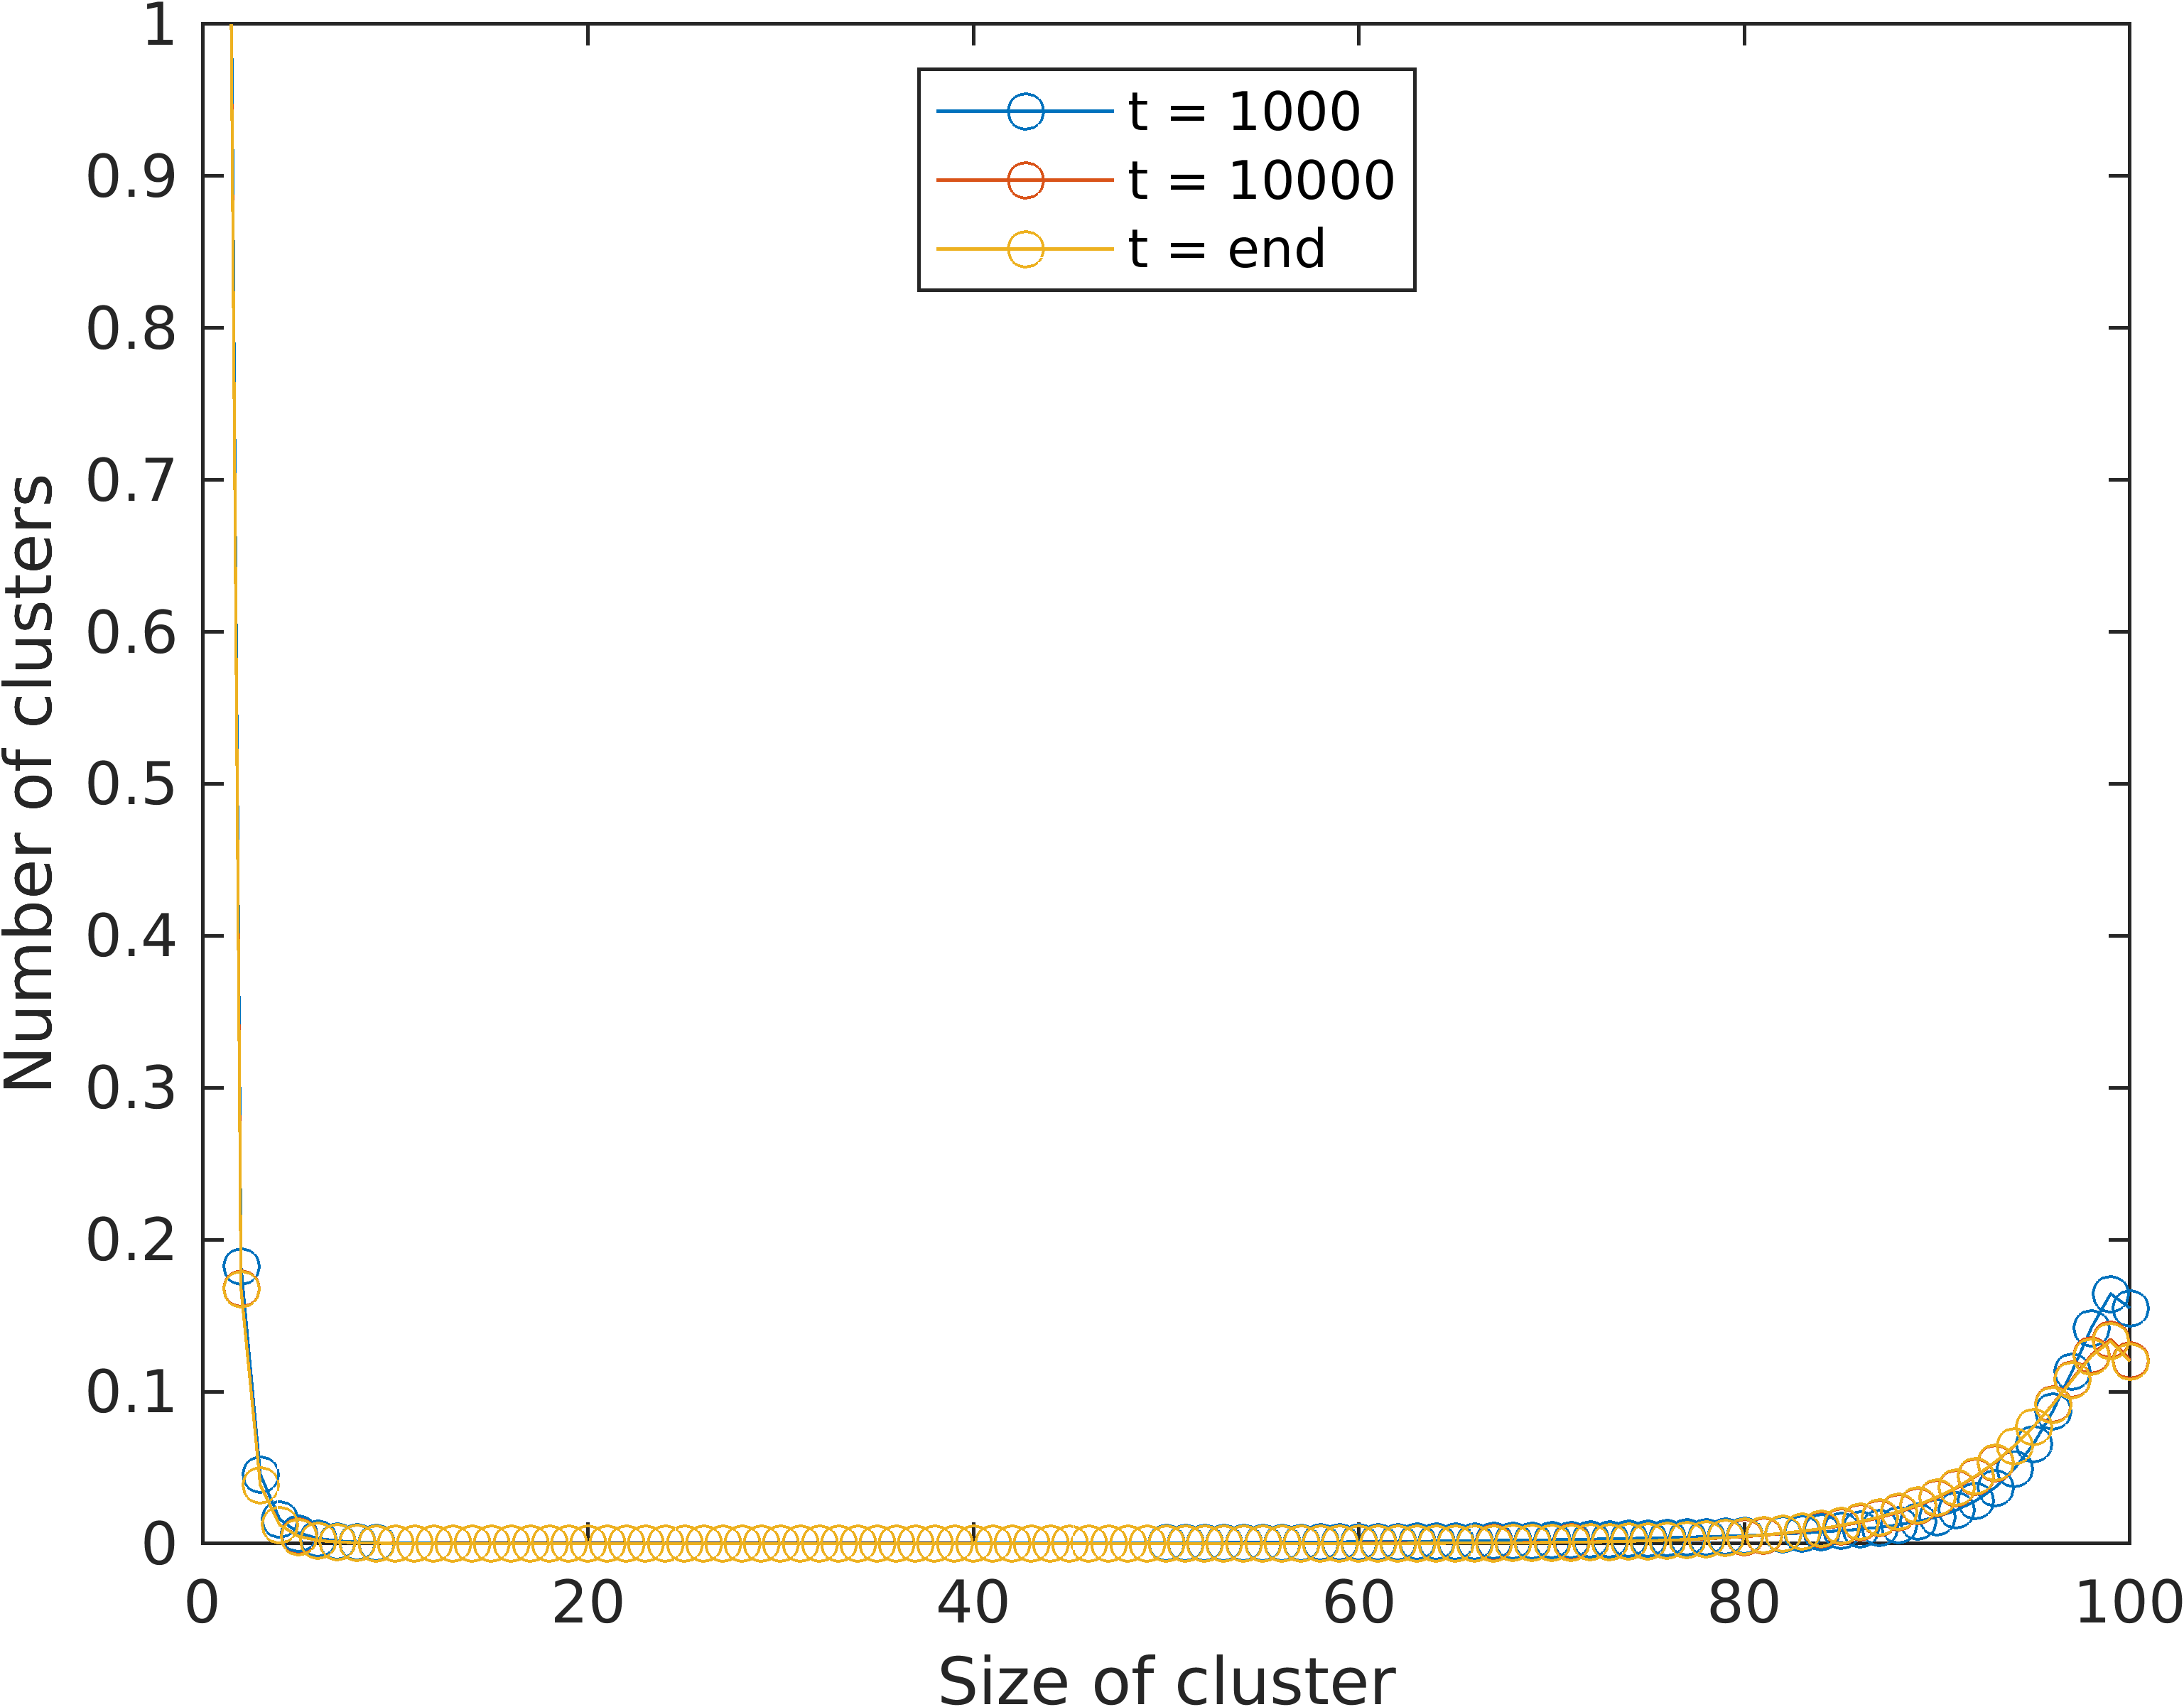 1
0.9
0.8
0.7
0.6
0.5
0.4
0.3
0.2
0.1
0
Number of clusters
t = 1000
t = 10000
t = end
0 20 40 60 80 100
Size of cluster